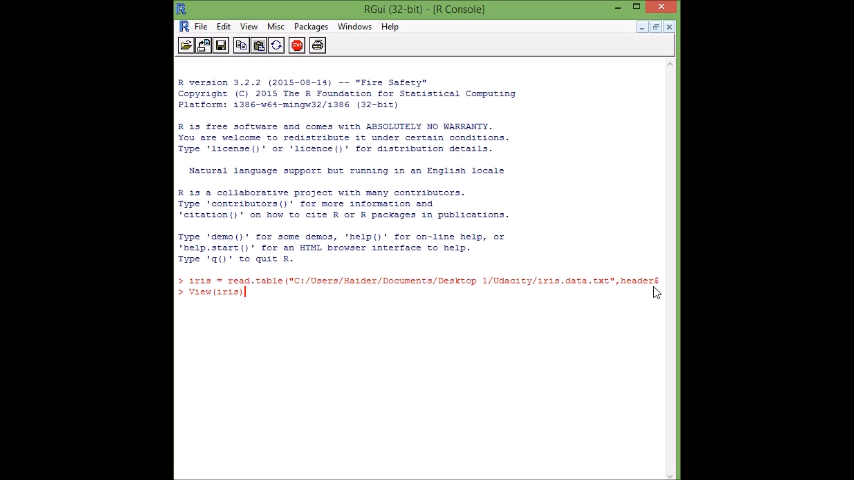 RGui (32-bit) - [R Console]
File Edit View Misc Packages Windows Help
R version 3.2.2 (2015-08-14) -- "Fire Safety"
Copyright (C) 2015 The R Foundation for Statistical Computing
Platform: i386-w64-mingw32/i386 (32-bit)
R is free software and comes with ABSOLUTELY NO WARRANTY.
You are welcome to redistribute it under certain conditions.
Type 'license()' or 'licence()' for distribution details.
Natural language support but running in an English locale
R is a collaborative project with many contributors.
Type 'contributors()' for more information and
'citation()' on how to cite R or R packages in publications.
Type 'demo()' for some demos, 'help()' for on-line help, or
'help.start()' for an HTML browser interface to help.
Type 'q()' to quit R.
> iris = read.table("C:/Users/Haider/Documents/Desktop 1/Udacity/iris.data.txt",header$
> View(iris)